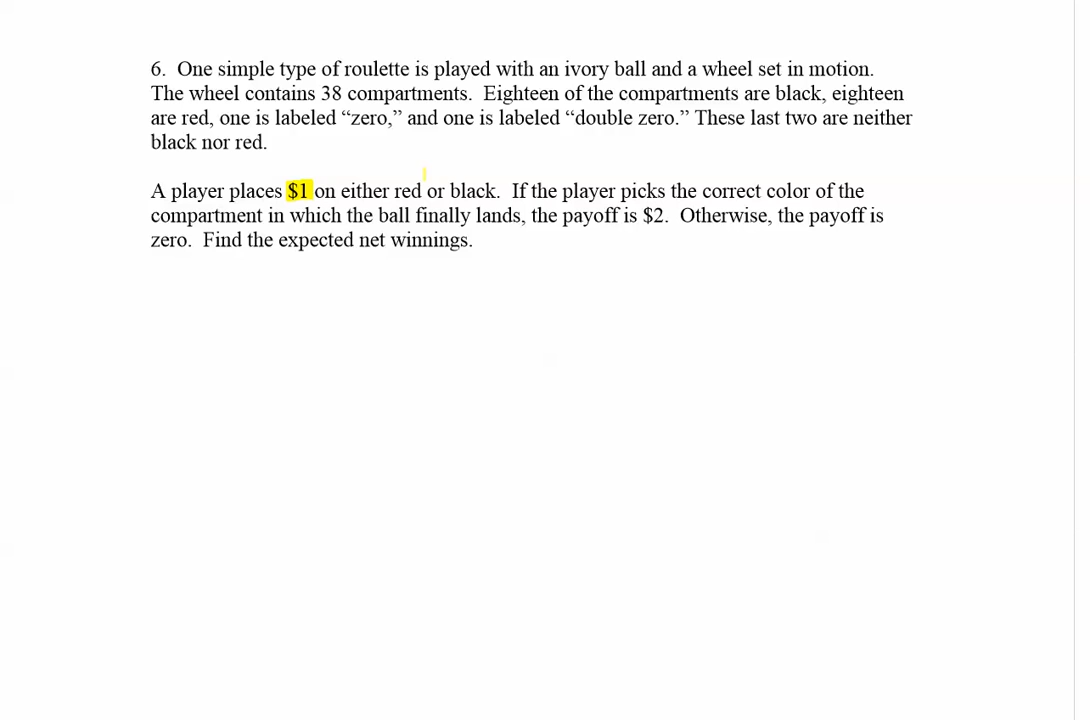 6.  One simple type of roulette is played with an ivory ball and a wheel set in motion.
The wheel contains 38 compartments.  Eighteen of the compartments are black, eighteen
are red, one is labeled “zero,” and one is labeled “double zero.” These last two are neither
black nor red.
A player places $1 on either red or black.  If the player picks the correct color of the
compartment in which the ball finally lands, the payoff is $2.  Otherwise, the payoff is
zero.  Find the expected net winnings.